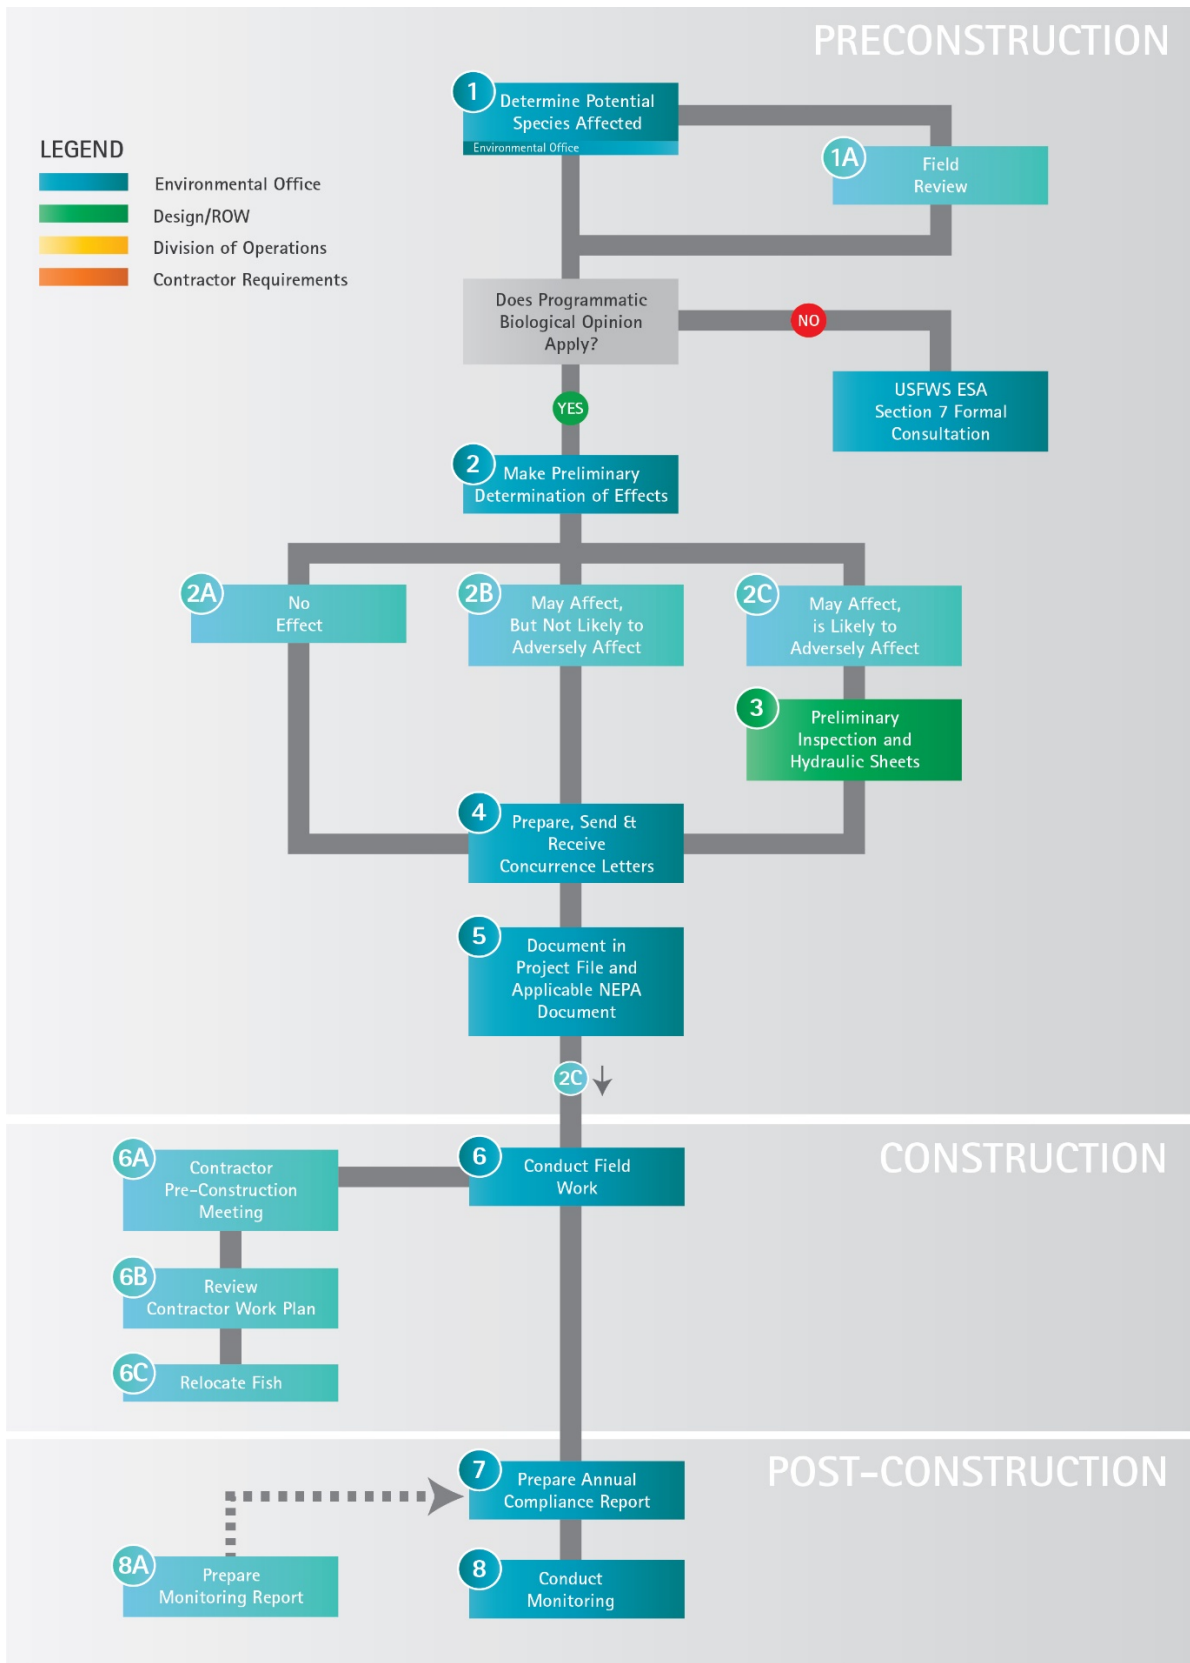 PRECONSTRUCTION
1
Determine Potential
Species Affected
Environmental Office
LEGEND
Environmental Office
Design/ROW
Division of Operations
Contractor Requirements
1A
Field
Review
Does Programmatic
Biological Opinion
Apply?
NO
USFWS ESA
Section 7 Formal
Consultation
YES
2
Make Preliminary
Determination of Effects
2A
No
Effect
2B
May Affect,
But Not Likely to
Adversely Affect
2C
May Affect,
is Likely to
Adversely Affect
3
Preliminary
Inspection and
Hydraulic Sheets
4
Prepare, Send &
Receive
Concurrence Letters
5
Document in
Project File and
Applicable NEPA
Document
2C
CONSTRUCTION
6
Conduct Field
Work
6A
Contractor
Pre-Construction
Meeting
6B
Review
Contractor Work Plan
6C
Relocate Fish
POST-CONSTRUCTION
7
Prepare Annual
Compliance Report
8A
Prepare
Monitoring Report
8
Conduct
Monitoring